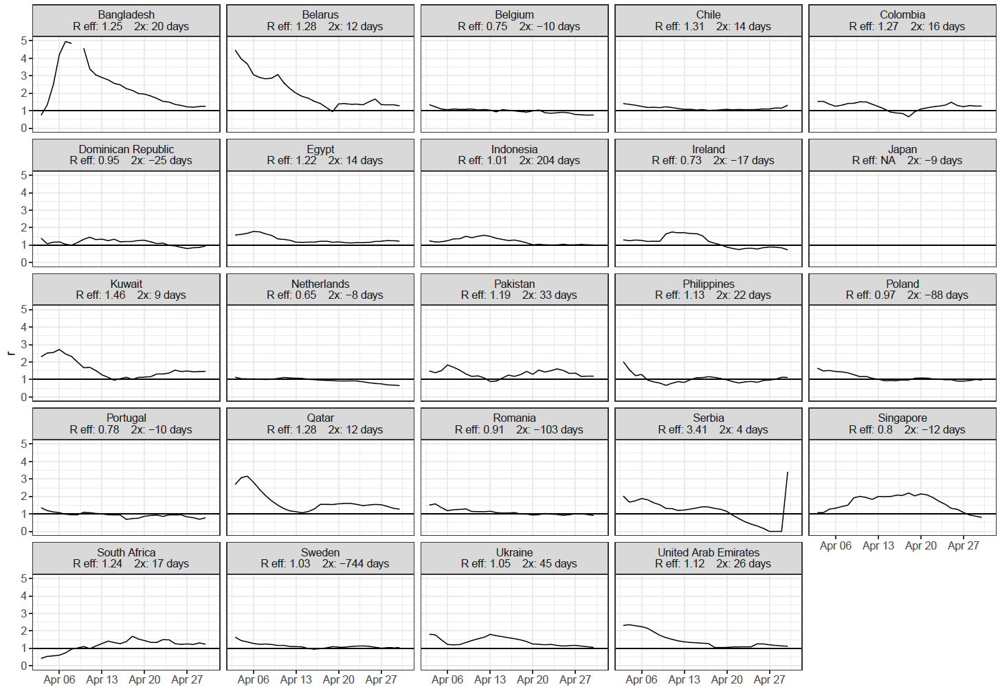 Bangladesh
R eff: 1.25 2x: 20 days
Belarus
R eff: 1.28 2x: 12 days
Belgium
R eff: 0.75 2x: −10 days
Chile
R eff: 1.31 2x: 14 days
Colombia
R eff: 1.27 2x: 16 days
5
4
3
2
1
0
Dominican Republic
R eff: 0.95 2x: −25 days
Egypt
R eff: 1.22 2x: 14 days
Indonesia
R eff: 1.01 2x: 204 days
Ireland
R eff: 0.73 2x: −17 days
Japan
R eff: NA 2x: −9 days
5
4
3
2
1
0
Kuwait
R eff: 1.46 2x: 9 days
Netherlands
R eff: 0.65 2x: −8 days
Pakistan
R eff: 1.19 2x: 33 days
Philippines
R eff: 1.13 2x: 22 days
Poland
R eff: 0.97 2x: −88 days
5
4
3
2
1
0
r
Portugal
R eff: 0.78 2x: −10 days
Qatar
R eff: 1.28 2x: 12 days
Romania
R eff: 0.91 2x: −103 days
Serbia
R eff: 3.41 2x: 4 days
Singapore
R eff: 0.8 2x: −12 days
5
4
3
2
1
0
Apr 06 Apr 13 Apr 20 Apr 27
South Africa
R eff: 1.24 2x: 17 days
Sweden
R eff: 1.03 2x: −744 days
Ukraine
R eff: 1.05 2x: 45 days
United Arab Emirates
R eff: 1.12 2x: 26 days
5
4
3
2
1
0
Apr 06 Apr 13 Apr 20 Apr 27
Apr 06 Apr 13 Apr 20 Apr 27
Apr 06 Apr 13 Apr 20 Apr 27
Apr 06 Apr 13 Apr 20 Apr 27